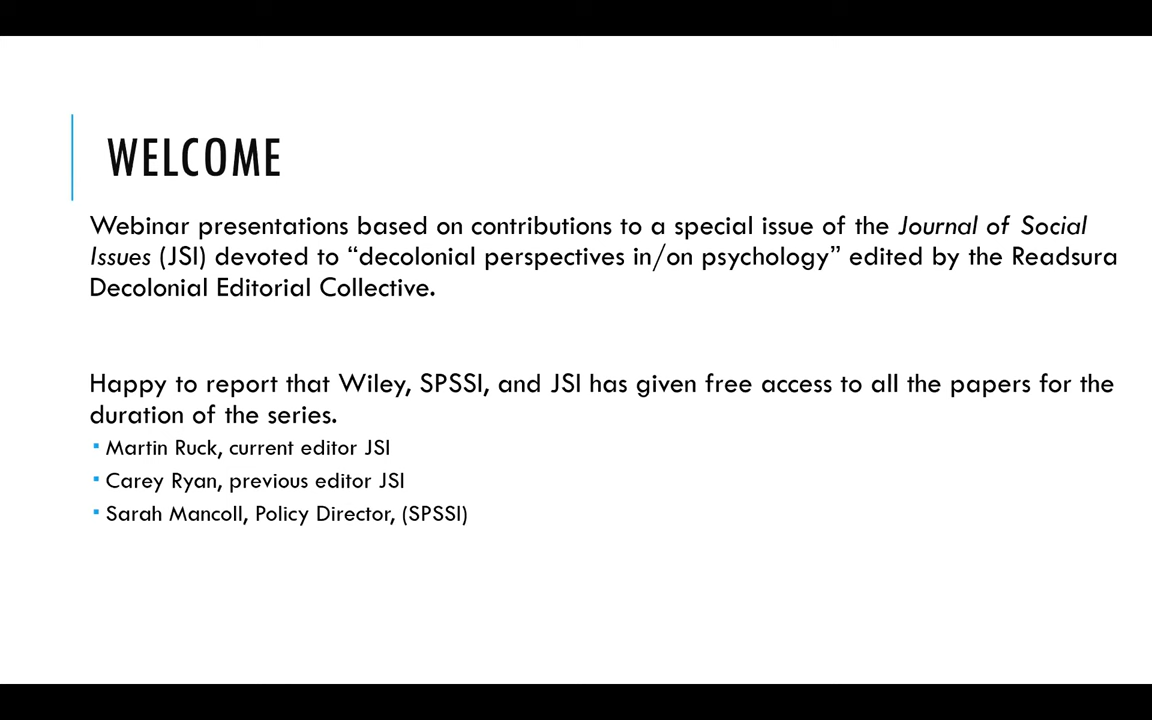 WELCOME
Webinar presentations based on contributions to a special issue of the Journal of Social
Issues (JSI) devoted to “decolonial perspectives in/on psychology” edited by the Readsura
Decolonial Editorial Collective.
Happy to report that Wiley, SPSSI, and JSI has given free access to all the papers for the
duration of the series.
▪ Martin Ruck, current editor JSI
▪ Carey Ryan, previous editor JSI
▪ Sarah Mancoll, Policy Director, (SPSSI)